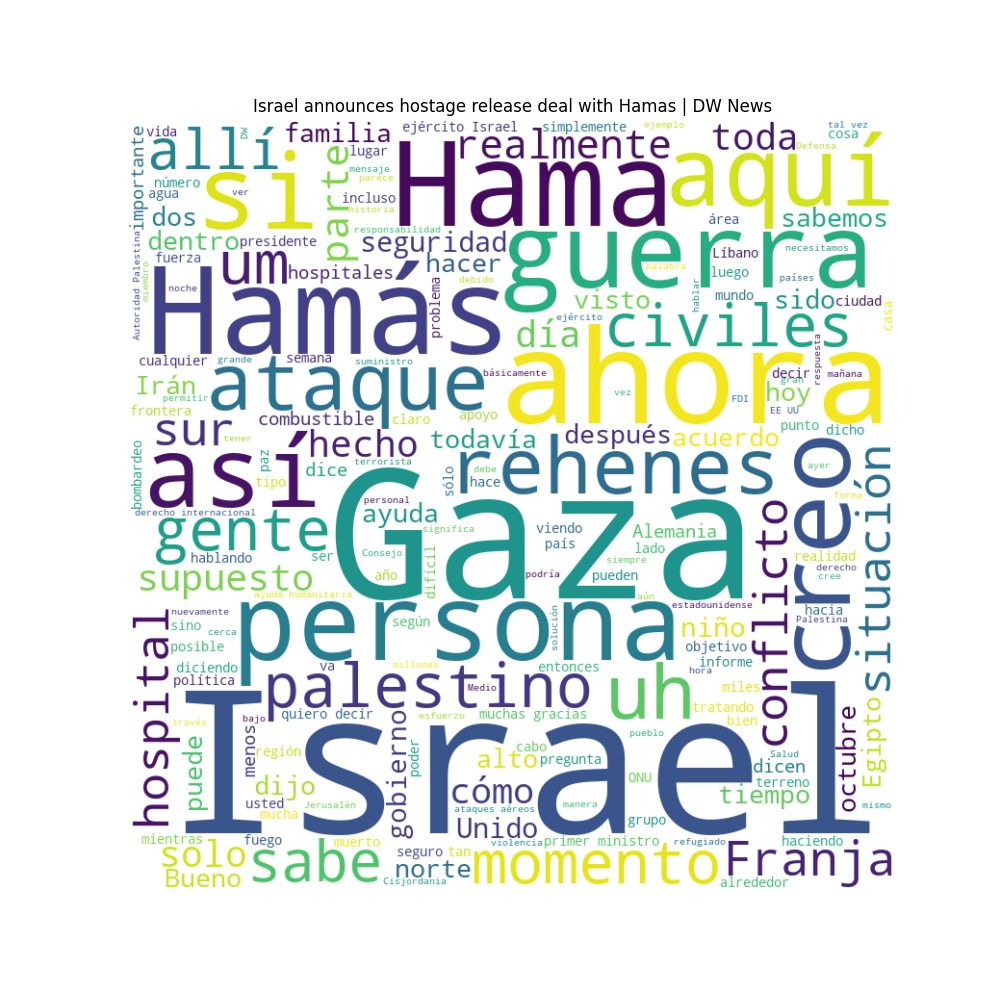 Israel announces hostage release deal with Hamas | DW News
importante
vida
allí
DW
familia
ejército Israel
simplemente
ejemplo
tal vez
cosa
Defensa
toda
realmente
Hama
aquí
si
parte
lugar
mensaje
parece
incluso
historia
responsabilidad
número
agua
ver
dos
dentro
presidente
fuerza
seguridad
hacer
um
hospitales
área
sabemos
necesitamos
Líbano
palabra
luego
países
guerra
Autoridad Palestina
miembro
noche
Hamás
problema
debido
visto
hablar
mundo
sido
ciudad
casa
día
ejército
civiles
respuesta
cualquier
grande
semana
suministro
ataque
básicamente
ahora
decir
mañana
gran
Irán
permitir
frontera
vez
FDI
hoy
EE UU
combustible
claro
apoyo
punto
dicho
sur
tener
hecho
todavía
después
acuerdo
bombardeo
así
paz
tipo
dice
terrorista
sólo
debe
hace
rehenes
ayer
creo
situación
forma
derecho internacional
personal
ayuda
significa
Gaza
viendo
país
Alemania
lado
conflicto
realidad
derecho
cree
gente
hablando
ser
Consejo
año
difícil
podría
siempre
pueden
supuesto
ayuda humanitaria
aún
estadounidense
Palestina
hacia
nuevamente
sino
cerca
posible
persona
según
solución
niño
objetivo
informe
hospital
diciendo
política
va
millones
entonces
hora
palestino
Medio
uh
miles
tratando
bien
través
bajo
quiero decir
esfuerzo
muchas gracias
pueblo
puede
menos
región
gobierno
poder
alto
cabo
pregunta
Salud
dicen
terreno
octubre
Egipto
dijo
usted
mucha
Jerusalén
Israel
cómo
ataques aéreos
manera
ONU
tiempo
mismo
grupo
Unido
mientras
fuego
muerto
violencia
primer ministro
refugiado
haciendo
solo
Bueno
sabe
seguro
tan
norte
Cisjordania
momento
Franja
alrededor